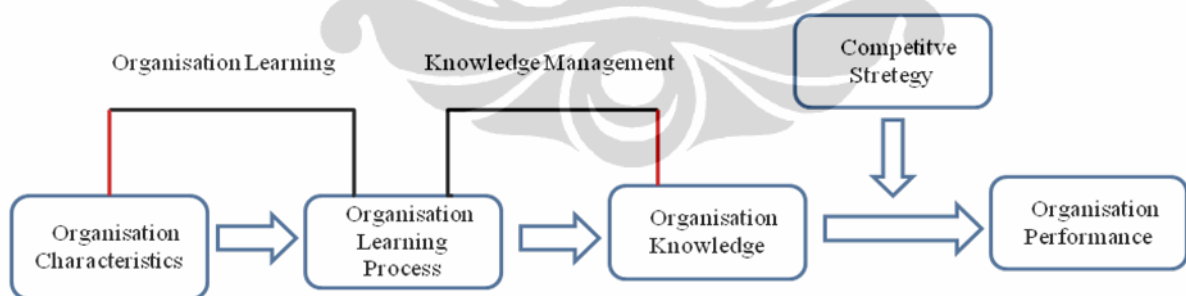 Organisation Learning
Knowledge Management
Competitve
Stretegy
Organisation
Characteristics
Organisation
Learning
Process
Organisation
Knowledge
Organisation
Performance